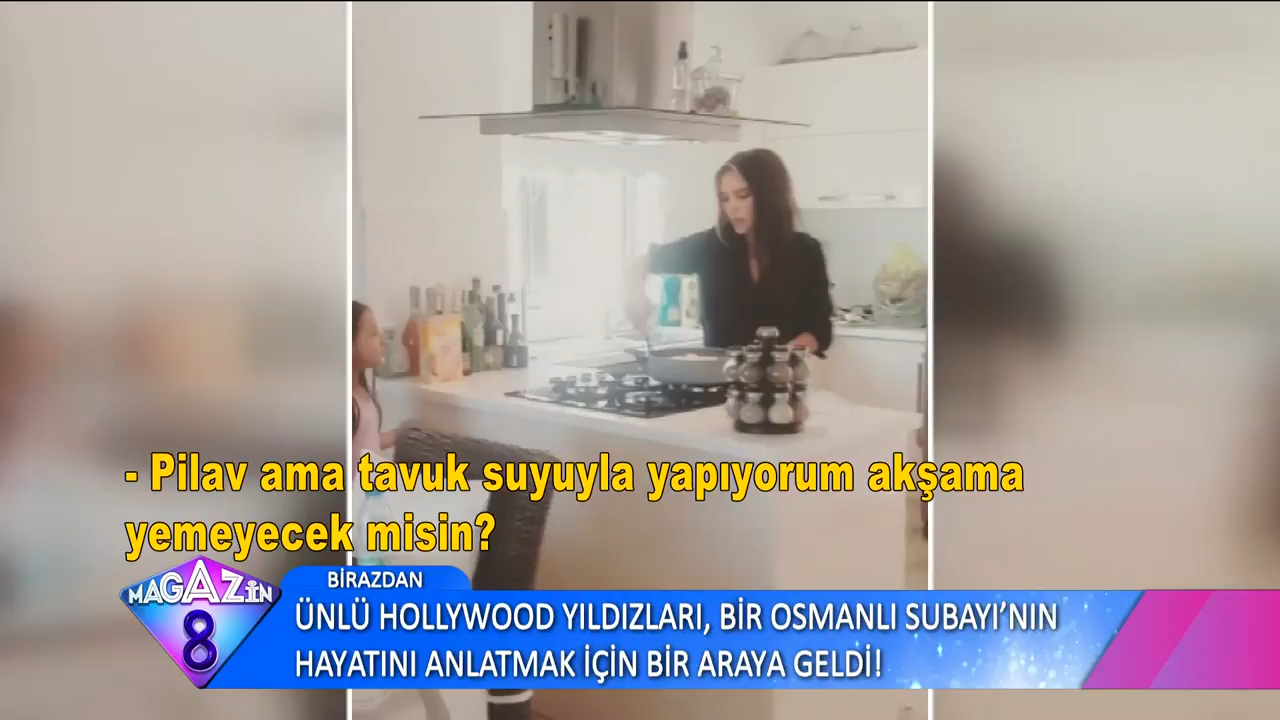 - Pilav ama tavuk suyuyla yapıyorum akşama
yemeyecek misin?
MAGAZİN
8
BİRAZDAN
ÜNLÜ HOLLYWOOD YILDIZLARI, BİR OSMANLI SUBAYI’NIN
HAYATINI ANLATMAK İÇİN BİR ARAYA GELDİ!